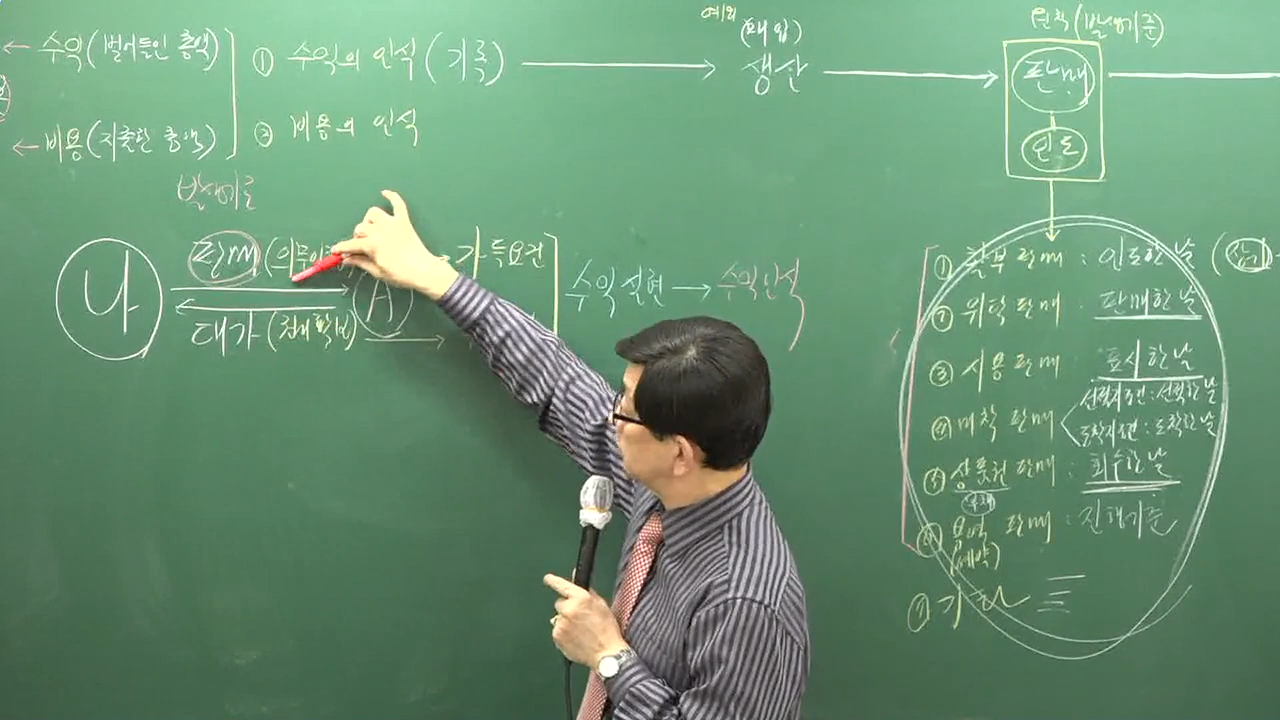 ← 수익(벌어들인 총액)
← 비용(지출한 총액)
① 수익의 인식(기록)
② 비용의 인식
예외
(매입)
생산
원칙(발생기준)
판매
인도
발생기준
나
판매(의무이
대가(현재확보)
A
가득요건
수익실현 → 수익인식
① 할부판매 : 인도한 날
② 위탁판매 : 판매한 날
③ 시용판매 : 표시한 날
④ 미착판매
선적지조건 : 선적한 날
도착지조건 : 도착한 날
⑤ 상품권 판매 : 회수한 날
부채
⑥ 용역 판매 : 진행기준
(예약)
⑦ 기타